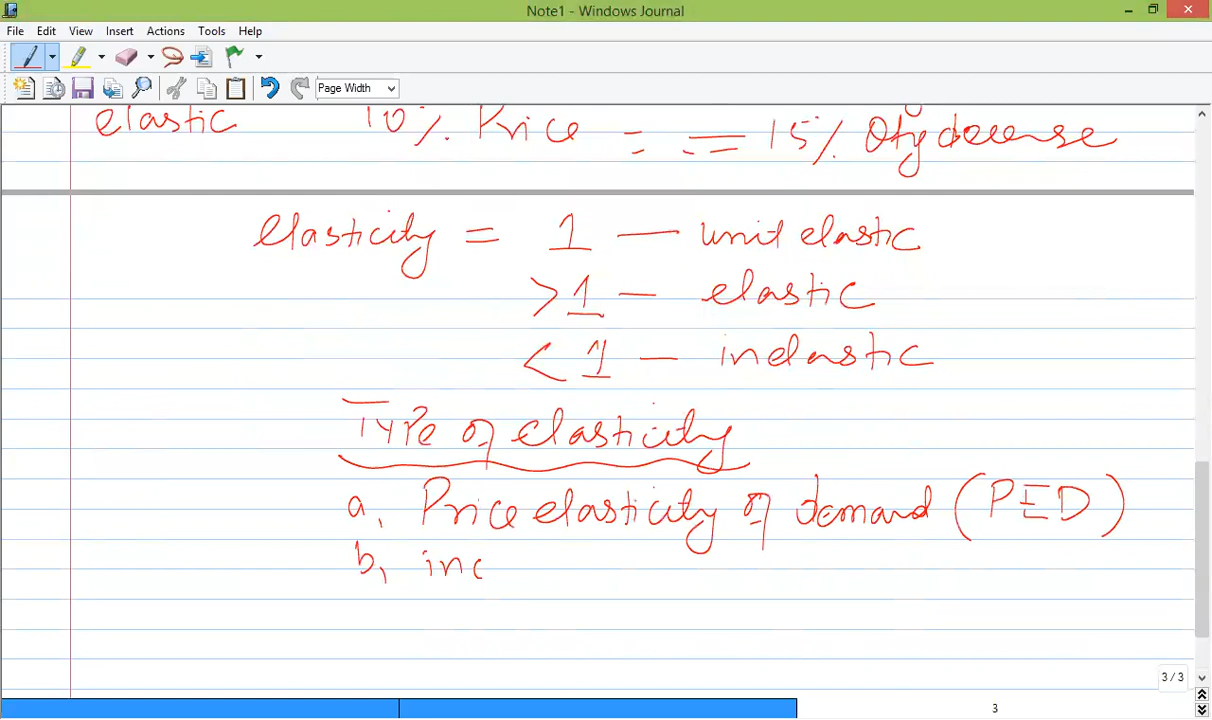 Note1 - Windows Journal
File Edit View Insert Actions Tools Help
Page Width
elastic 10% Price = == 15% Qty decrease
elasticity = 1 — unit elastic
>1 — elastic
<1 — inelastic
Type of elasticity
a, Price elasticity of demand (PED)
b, inc
3 / 3
3